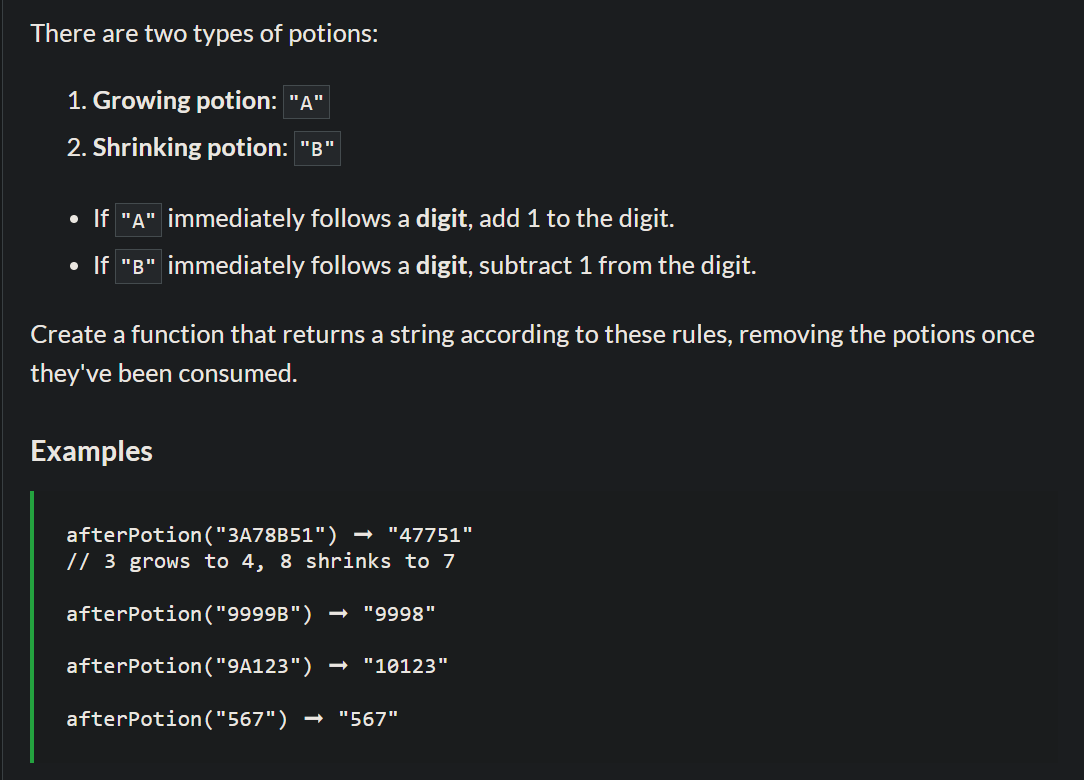 There are two types of potions:
1. Growing potion: "A"
2. Shrinking potion: "B"
• If "A" immediately follows a digit, add 1 to the digit.
• If "B" immediately follows a digit, subtract 1 from the digit.
Create a function that returns a string according to these rules, removing the potions once
they've been consumed.
Examples
afterPotion("3A78B51") ➞ "47751"
// 3 grows to 4, 8 shrinks to 7
afterPotion("9999B") ➞ "9998"
afterPotion("9A123") ➞ "10123"
afterPotion("567") ➞ "567"